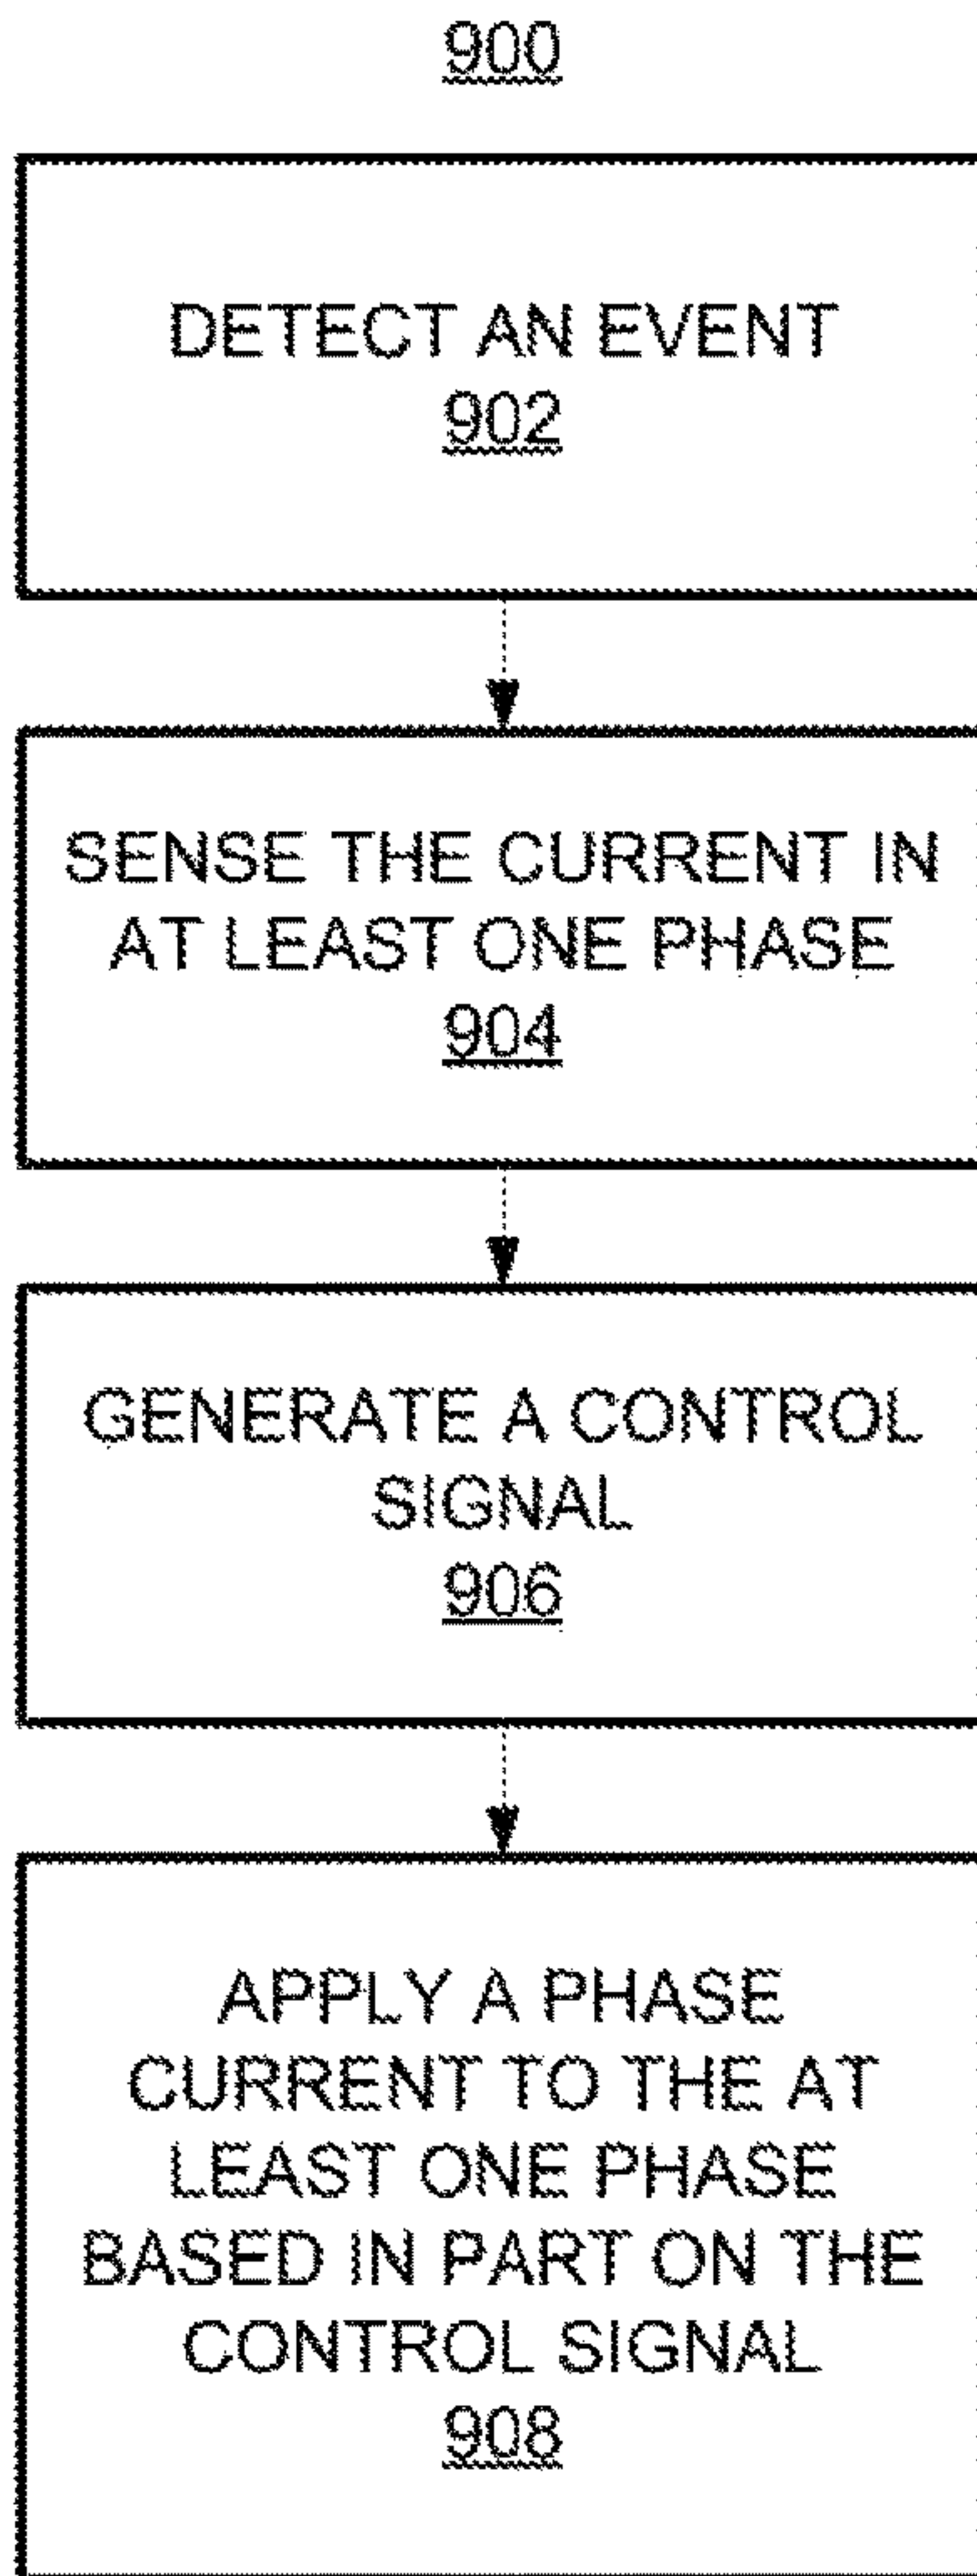 900
DETECT AN EVENT
902
SENSE THE CURRENT IN
AT LEAST ONE PHASE
904
GENERATE A CONTROL
SIGNAL
906
APPLY A PHASE
CURRENT TO THE AT
LEAST ONE PHASE
BASED IN PART ON THE
CONTROL SIGNAL
908